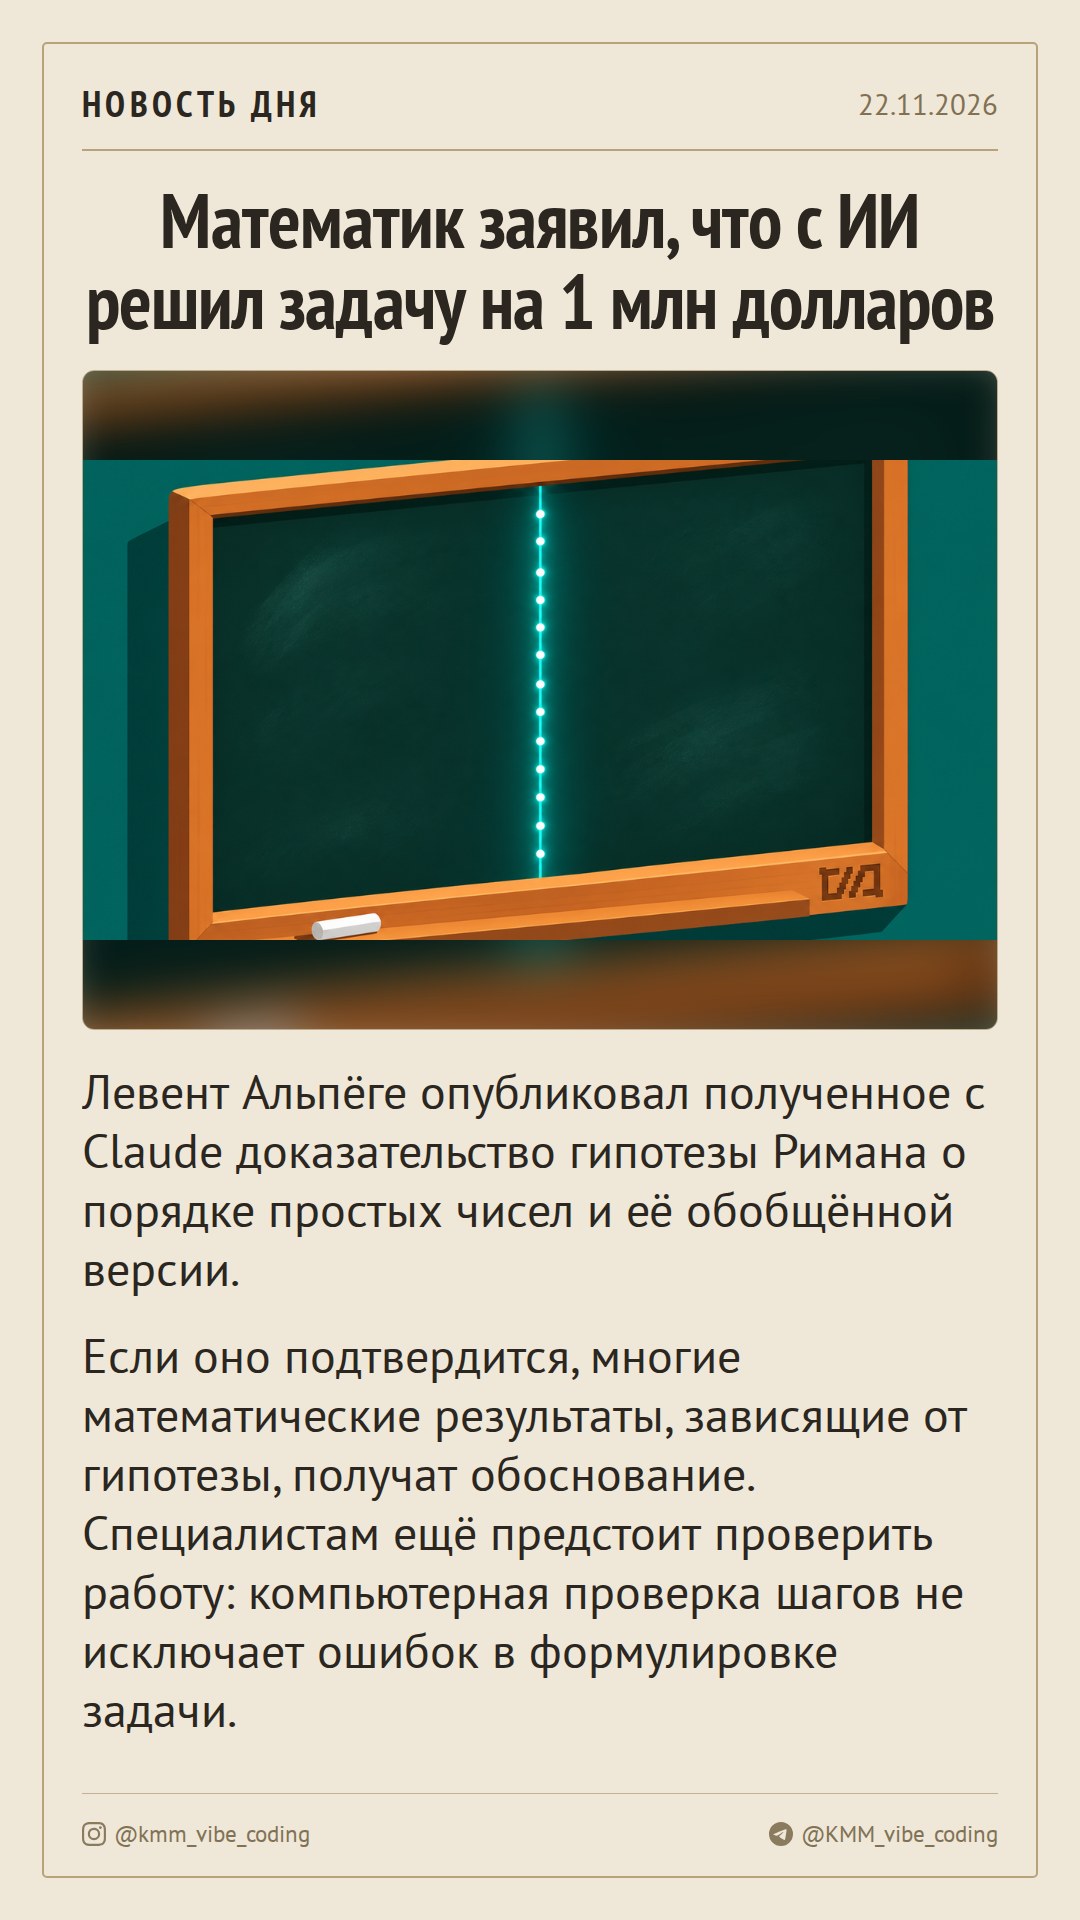 НОВОСТЬ ДНЯ
22.11.2026
Математик заявил, что с ИИ
решил задачу на 1 млн долларов
Левент Альпёге опубликовал полученное с
Claude доказательство гипотезы Римана о
порядке простых чисел и её обобщённой
версии.
Если оно подтвердится, многие
математические результаты, зависящие от
гипотезы, получат обоснование.
Специалистам ещё предстоит проверить
работу: компьютерная проверка шагов не
исключает ошибок в формулировке
задачи.
@kmm_vibe_coding
@KMM_vibe_coding